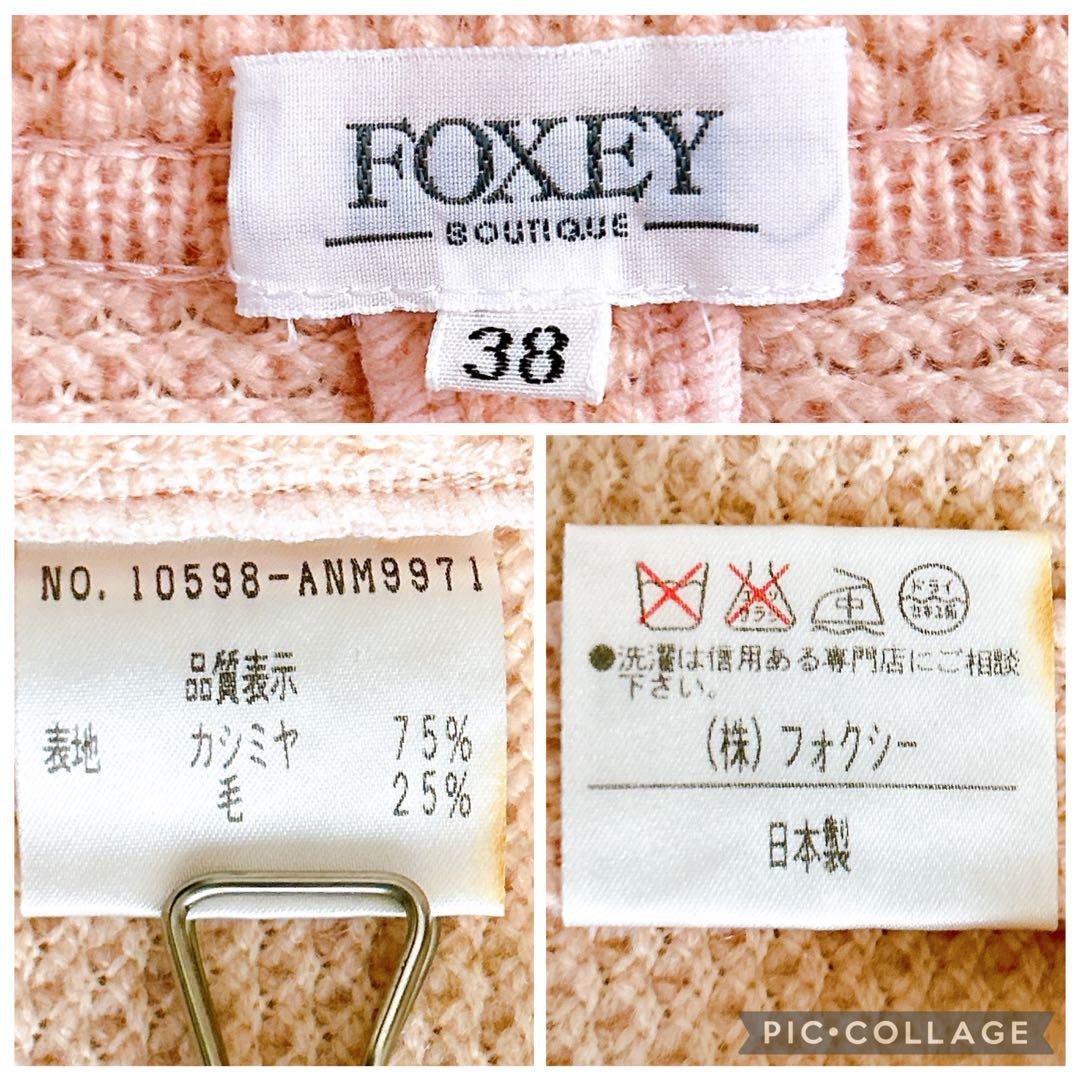 FOXEY
BOUTIQUE
38
NO. 10598-ANM9971
品質表示
表地 カシミヤ 75%
毛 25%
中 ドライ
●洗濯は信用ある専門店にご相談
下さい。
(株)フォクシー
日本製
PIC•COLLAGE